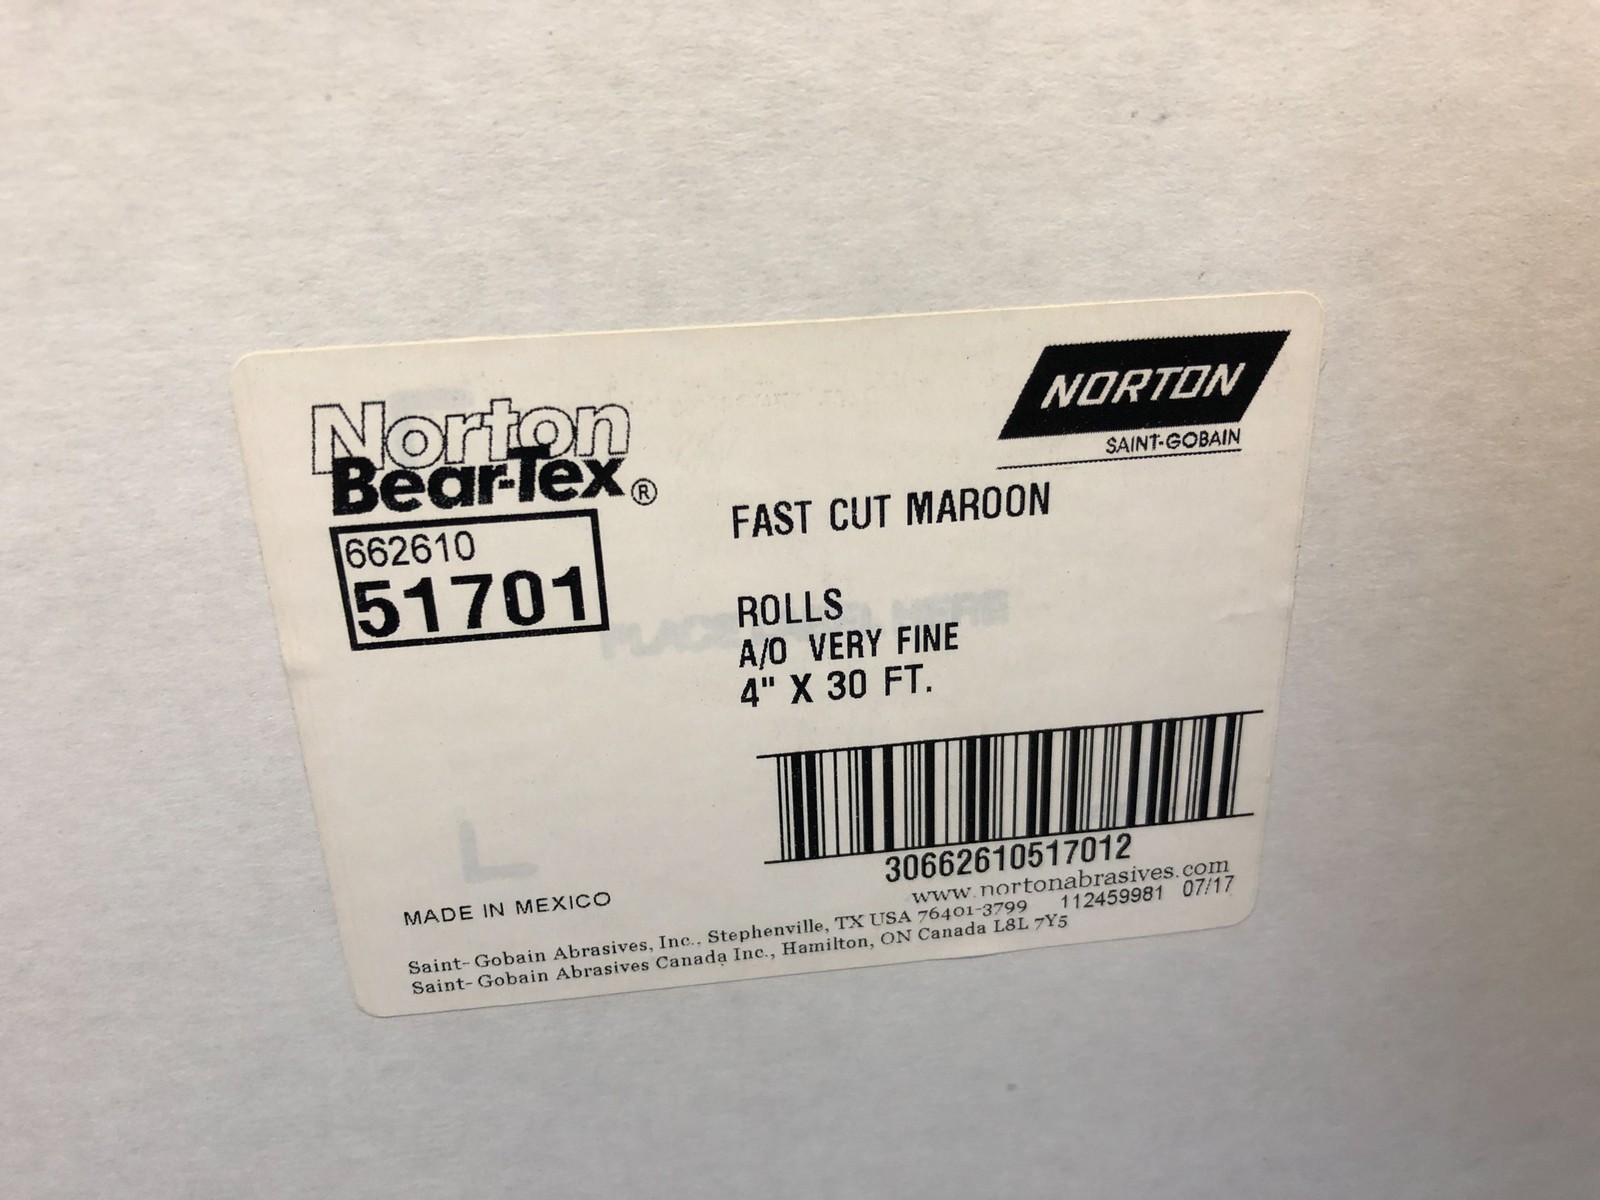 Norton
Bear-Tex®
662610
51701
NORTON
SAINT-GOBAIN
FAST CUT MAROON
ROLLS
A/O VERY FINE
4" X 30 FT.
30662610517012
www.nortonabrasives.com
MADE IN MEXICO
112459981 07/17
Saint-Gobain Abrasives, Inc., Stephenville, TX USA 76401-3799
Saint-Gobain Abrasives Canada Inc., Hamilton, ON Canada L8L 7Y5